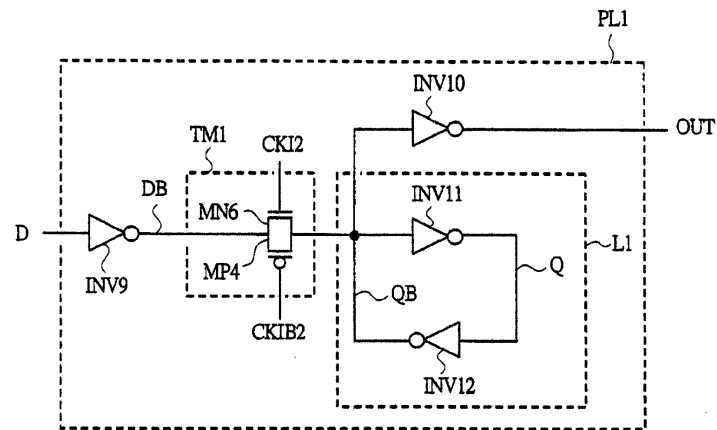 PL1
INV10
TM1
CKI2
OUT
DB
MN6
INV11
D
L1
MP4
Q
INV9
QB
CKIB2
INV12